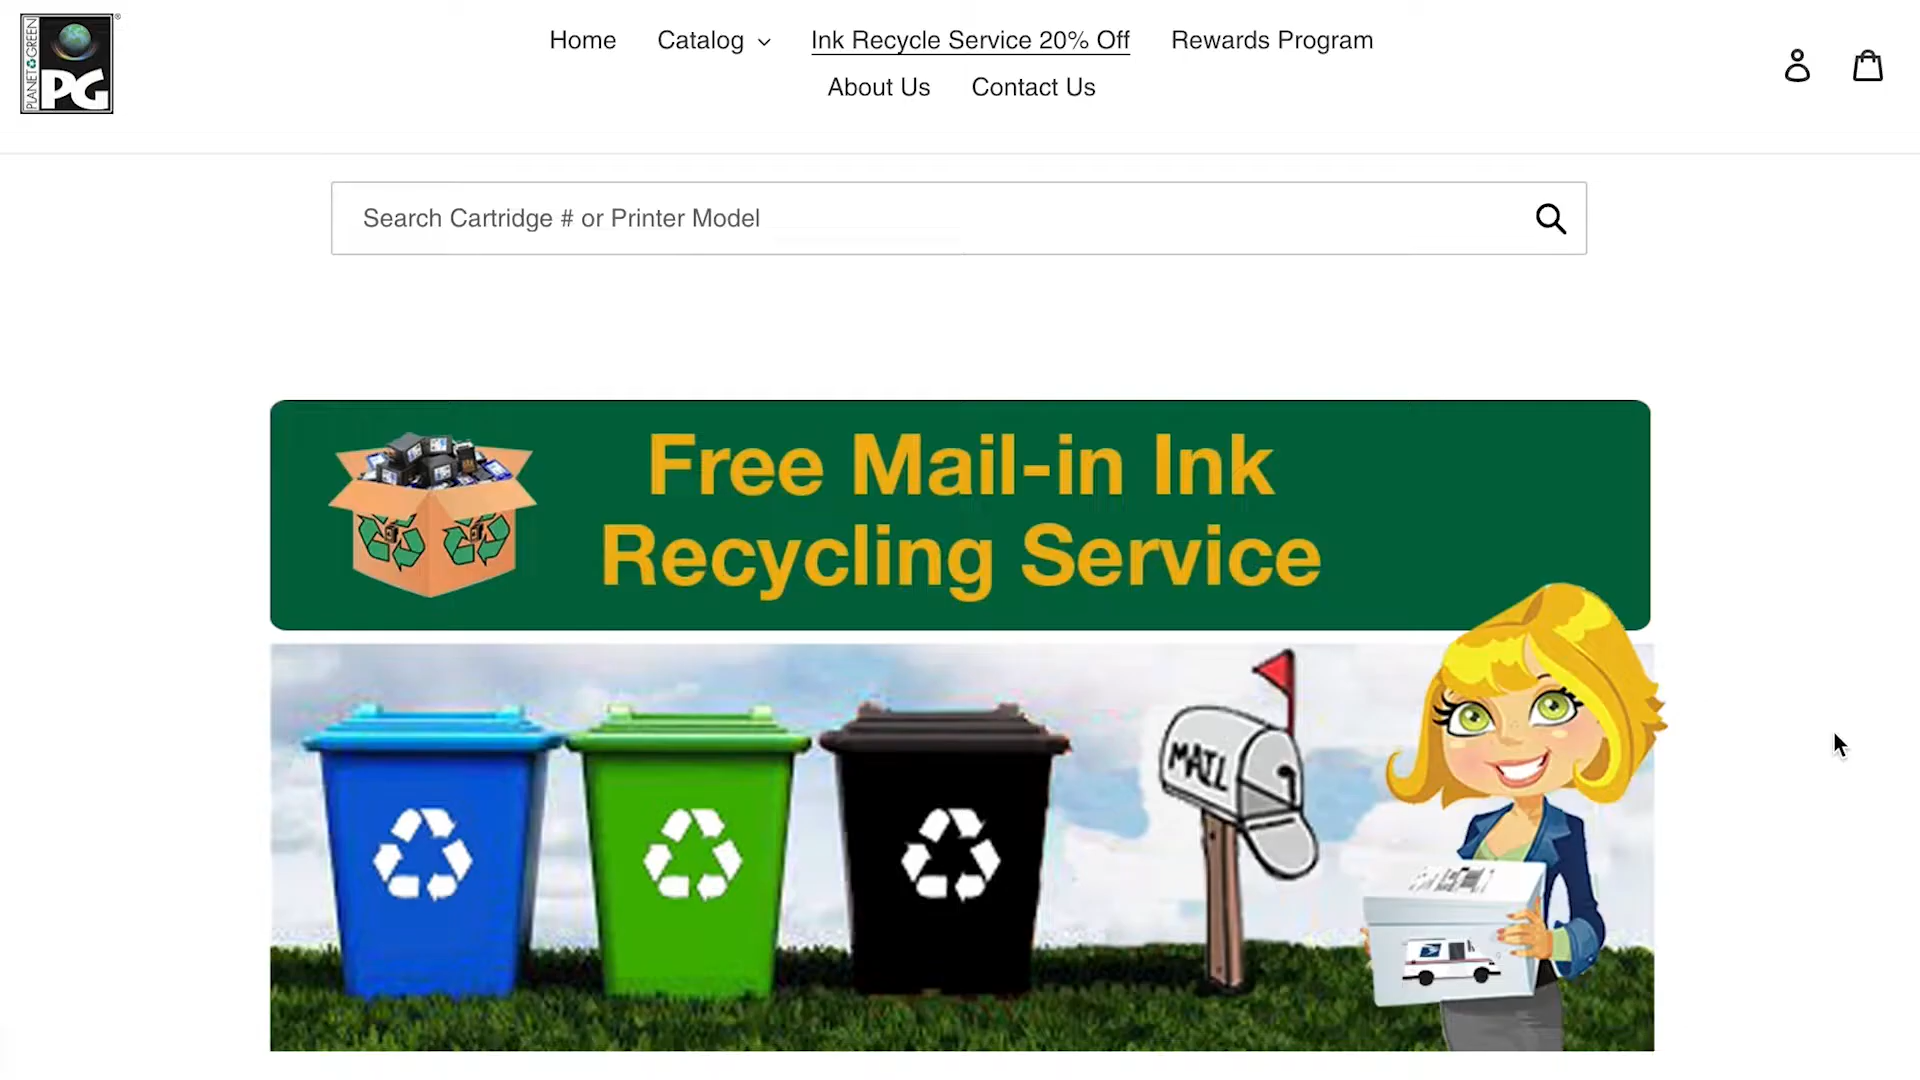 PLANET GREEN
PG
®
Home
Catalog
Ink Recycle Service 20% Off
Rewards Program
About Us
Contact Us
Search Cartridge # or Printer Model
Free Mail-in Ink
Recycling Service
MAIL